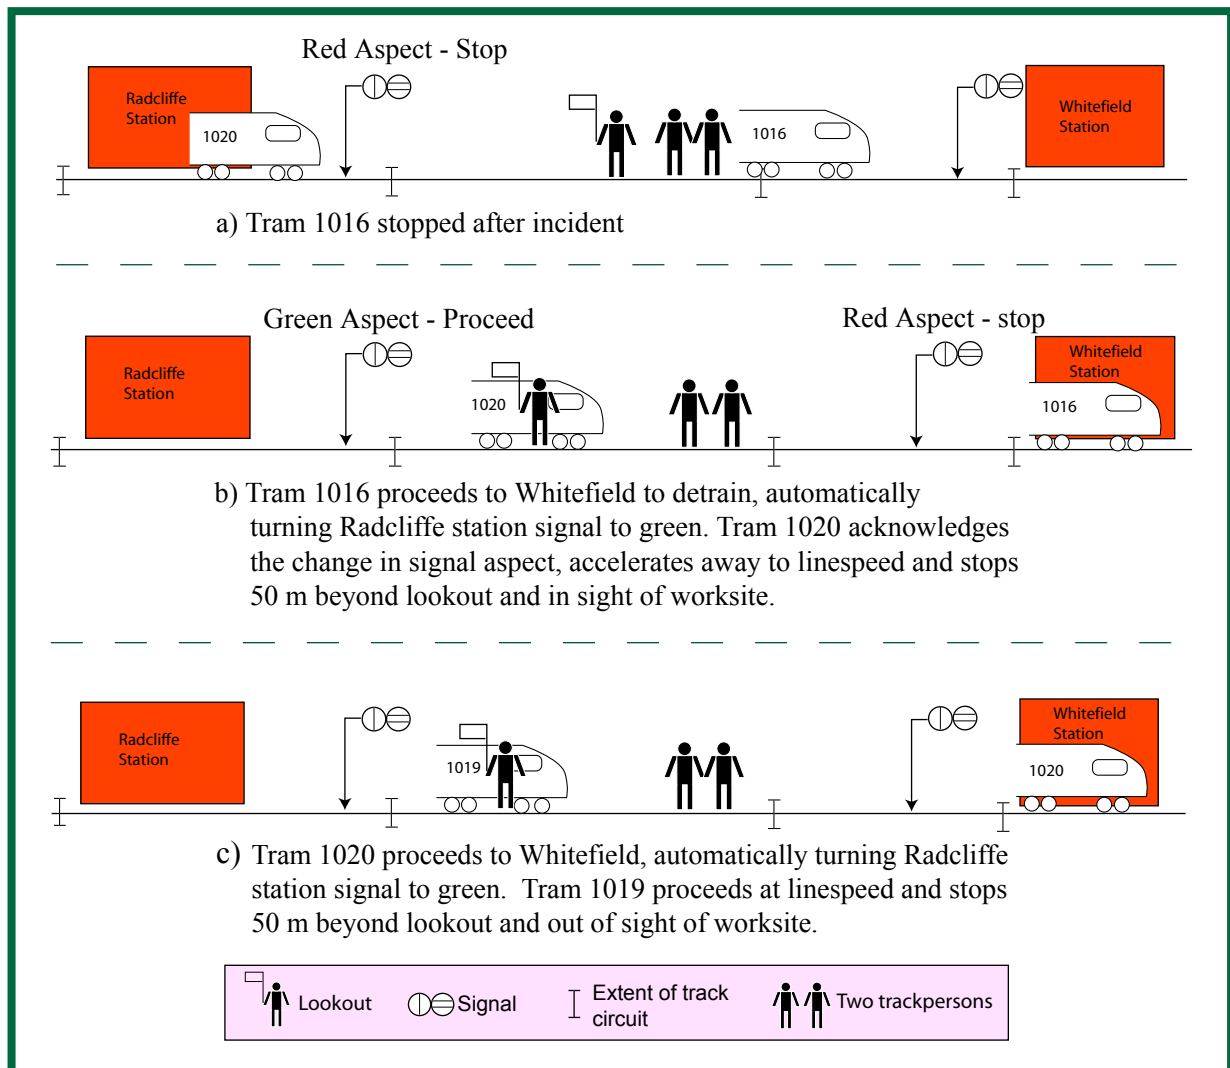 Red Aspect - Stop
Radcliffe
Station
1020
1016
Whitefield
Station
a) Tram 1016 stopped after incident
Green Aspect - Proceed
Red Aspect - stop
Radcliffe
Station
1020
Whitefield
Station
1016
b) Tram 1016 proceeds to Whitefield to detrain, automatically
turning Radcliffe station signal to green. Tram 1020 acknowledges
the change in signal aspect, accelerates away to linespeed and stops
50 m beyond lookout and in sight of worksite.
Radcliffe
Station
1019
Whitefield
Station
1020
c) Tram 1020 proceeds to Whitefield, automatically turning Radcliffe
station signal to green. Tram 1019 proceeds at linespeed and stops
50 m beyond lookout and out of sight of worksite.
Lookout
Signal
Extent of track
circuit
Two trackpersons